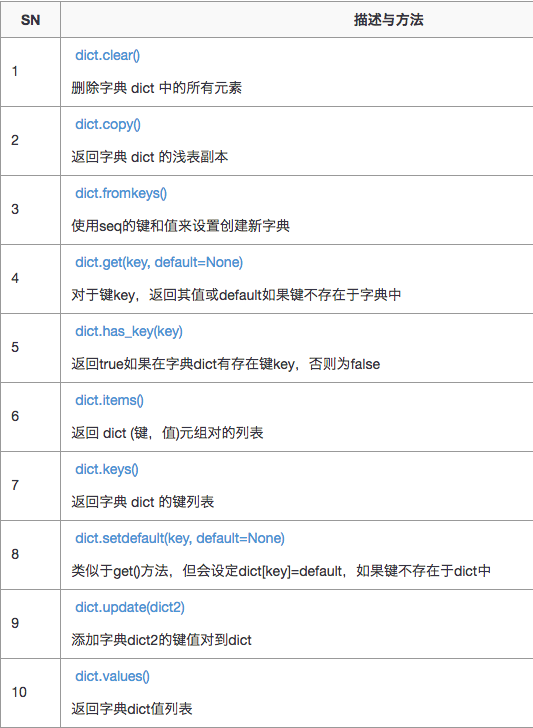 SN 描述与方法
1
dict.clear()
删除字典 dict 中的所有元素
2
dict.copy()
返回字典 dict 的浅表副本
3
dict.fromkeys()
使用seq的键和值来设置创建新字典
4
dict.get(key, default=None)
对于键key，返回其值或default如果键不存在于字典中
5
dict.has_key(key)
返回true如果在字典dict有存在键key，否则为false
6
dict.items()
返回 dict (键，值)元组对的列表
7
dict.keys()
返回字典 dict 的键列表
8
dict.setdefault(key, default=None)
类似于get()方法，但会设定dict[key]=default，如果键不存在于dict中
9
dict.update(dict2)
添加字典dict2的键值对到dict
10
dict.values()
返回字典dict值列表